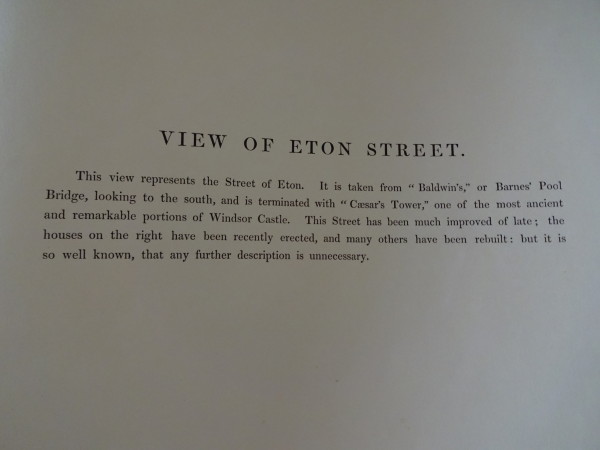 VIEW OF ETON STREET.
This view represents the Street of Eton. It is taken from “ Baldwin’s,” or Barnes’ Pool
Bridge, looking to the south, and is terminated with “ Cæsar’s Tower,” one of the most ancient
and remarkable portions of Windsor Castle. This Street has been much improved of late ; the
houses on the right have been recently erected, and many others have been rebuilt : but it is
so well known, that any further description is unnecessary.